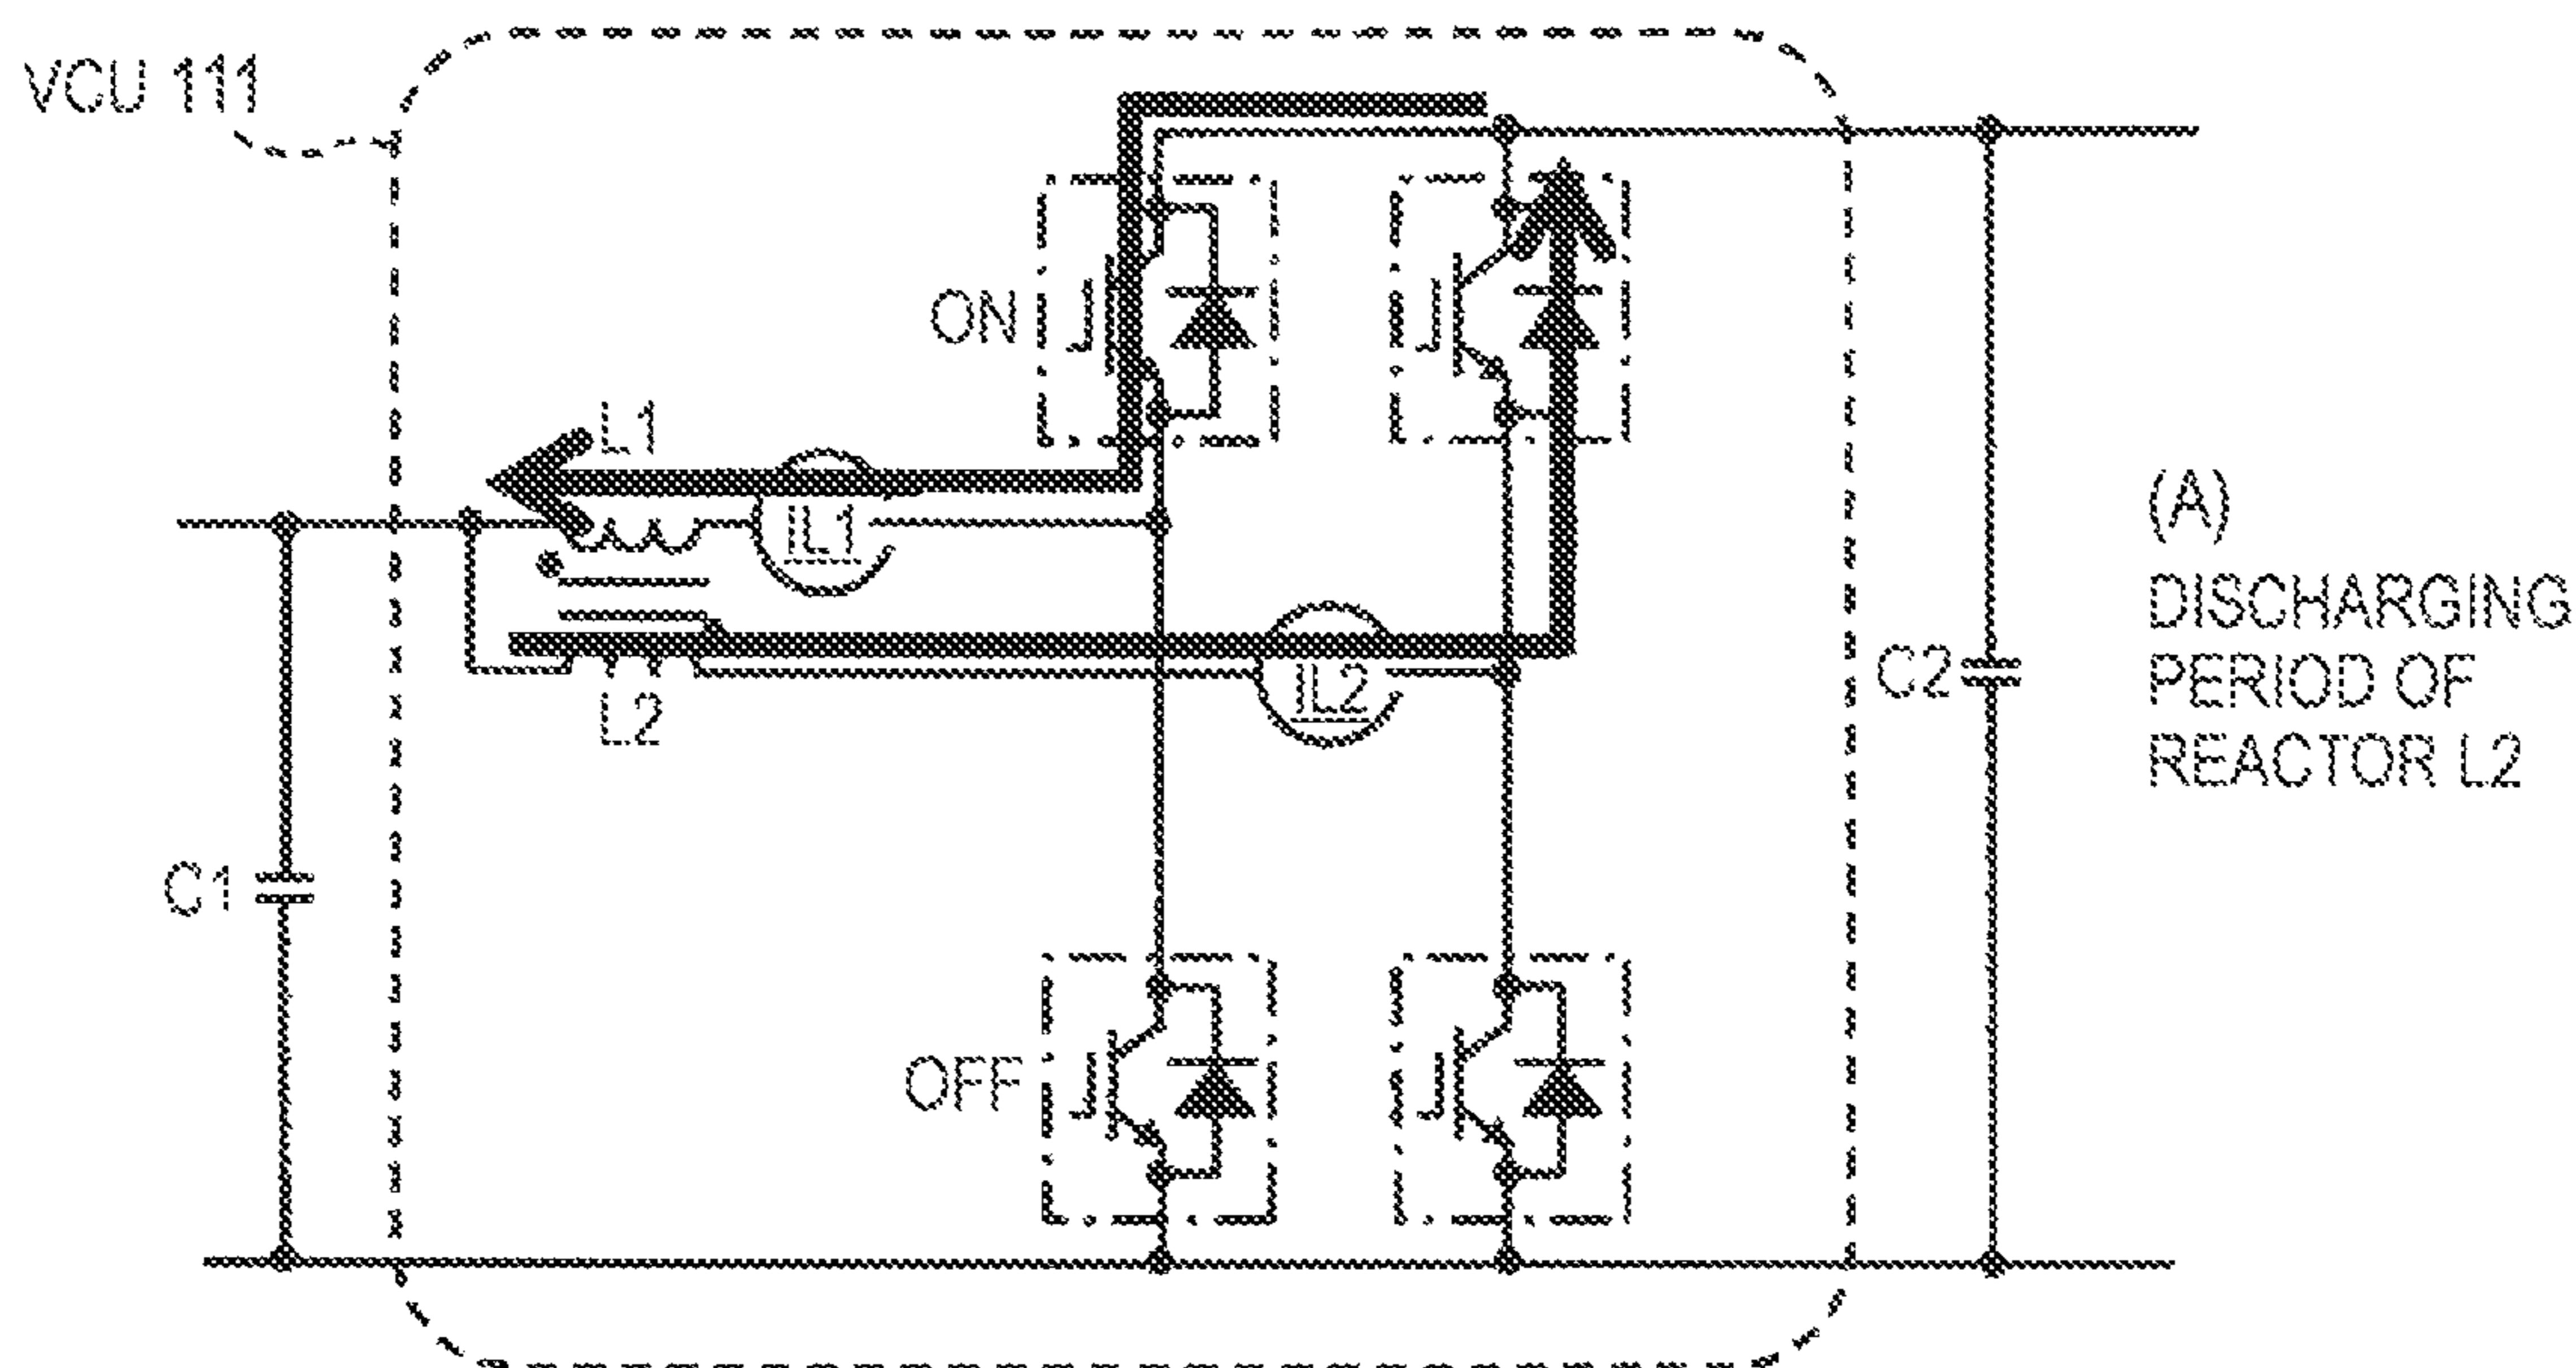 VCU 111
ON
L1
IL1
IL2
L2
C1
C2
OFF
(A)
DISCHARGING
PERIOD OF
REACTOR L2